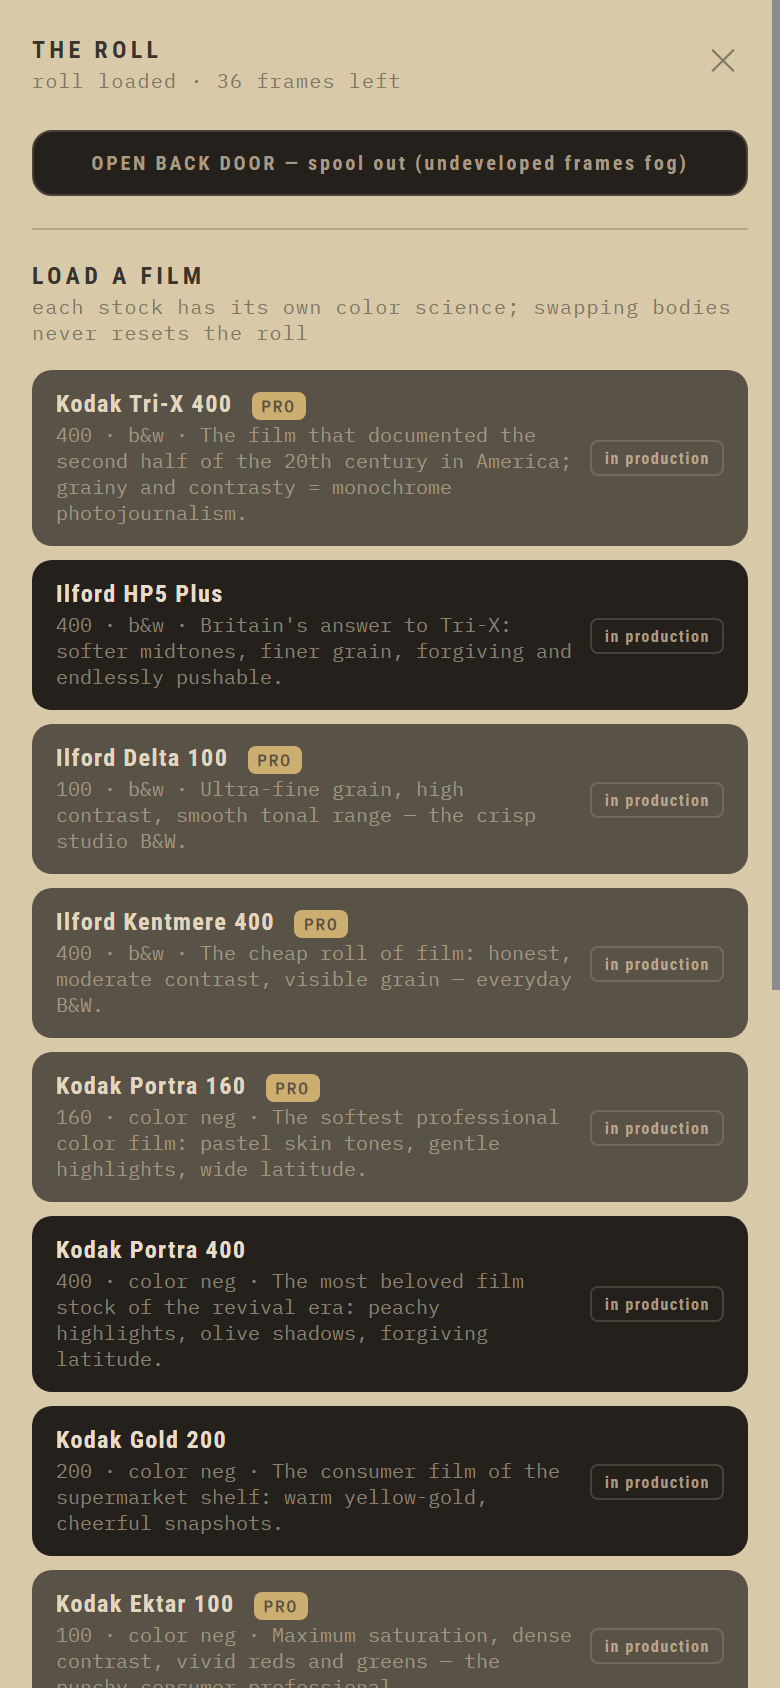 THE ROLL
roll loaded · 36 frames left
OPEN BACK DOOR — spool out (undeveloped frames fog)
LOAD A FILM
each stock has its own color science; swapping bodies
never resets the roll
Kodak Tri-X 400 PRO
400 · b&w · The film that documented the
second half of the 20th century in America;
grainy and contrasty = monochrome
photojournalism.
in production
Ilford HP5 Plus
400 · b&w · Britain's answer to Tri-X:
softer midtones, finer grain, forgiving and
endlessly pushable.
in production
Ilford Delta 100 PRO
100 · b&w · Ultra-fine grain, high
contrast, smooth tonal range — the crisp
studio B&W.
in production
Ilford Kentmere 400 PRO
400 · b&w · The cheap roll of film: honest,
moderate contrast, visible grain — everyday
B&W.
in production
Kodak Portra 160 PRO
160 · color neg · The softest professional
color film: pastel skin tones, gentle
highlights, wide latitude.
in production
Kodak Portra 400
400 · color neg · The most beloved film
stock of the revival era: peachy
highlights, olive shadows, forgiving
latitude.
in production
Kodak Gold 200
200 · color neg · The consumer film of the
supermarket shelf: warm yellow-gold,
cheerful snapshots.
in production
Kodak Ektar 100 PRO
100 · color neg · Maximum saturation, dense
contrast, vivid reds and greens — the
punchy consumer professional.
in production